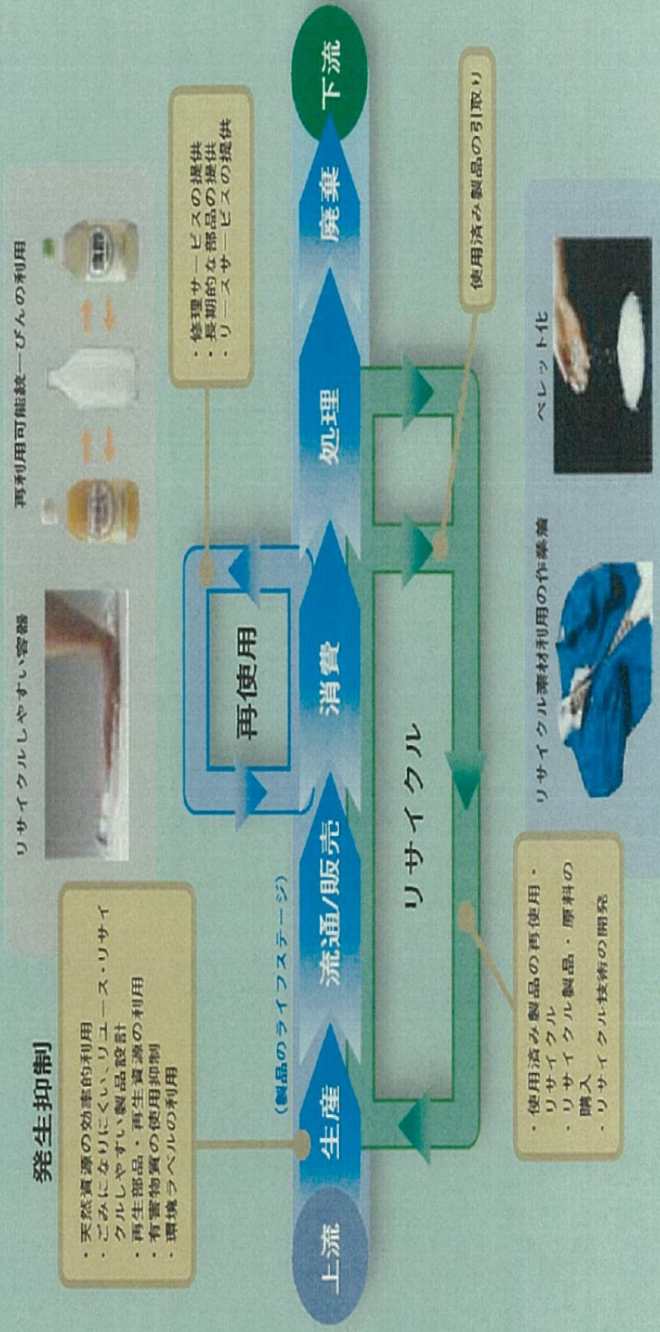 発生抑制
・天然資源の効率的利用
・ごみになりにくい、リユース・リサイ
クルしやすい製品設計
・再生部品・再生資源の利用
・有害物質の使用抑制
・環境ラベルの利用
リサイクルしやすい容器
再利用可能統一びんの利用
・修理サービスの提供
・長期的な部品の提供
・リースサービスの提供
(製品のライフステージ)
再使用
上流
生産
流通/販売
消費
処理
廃棄
下流
リサイクル
使用済み製品の引取り
・使用済み製品の再使用・
リサイクル
・リサイクル製品・原料の
購入
・リサイクル技術の開発
リサイクル素材利用の作業着
ペレット化